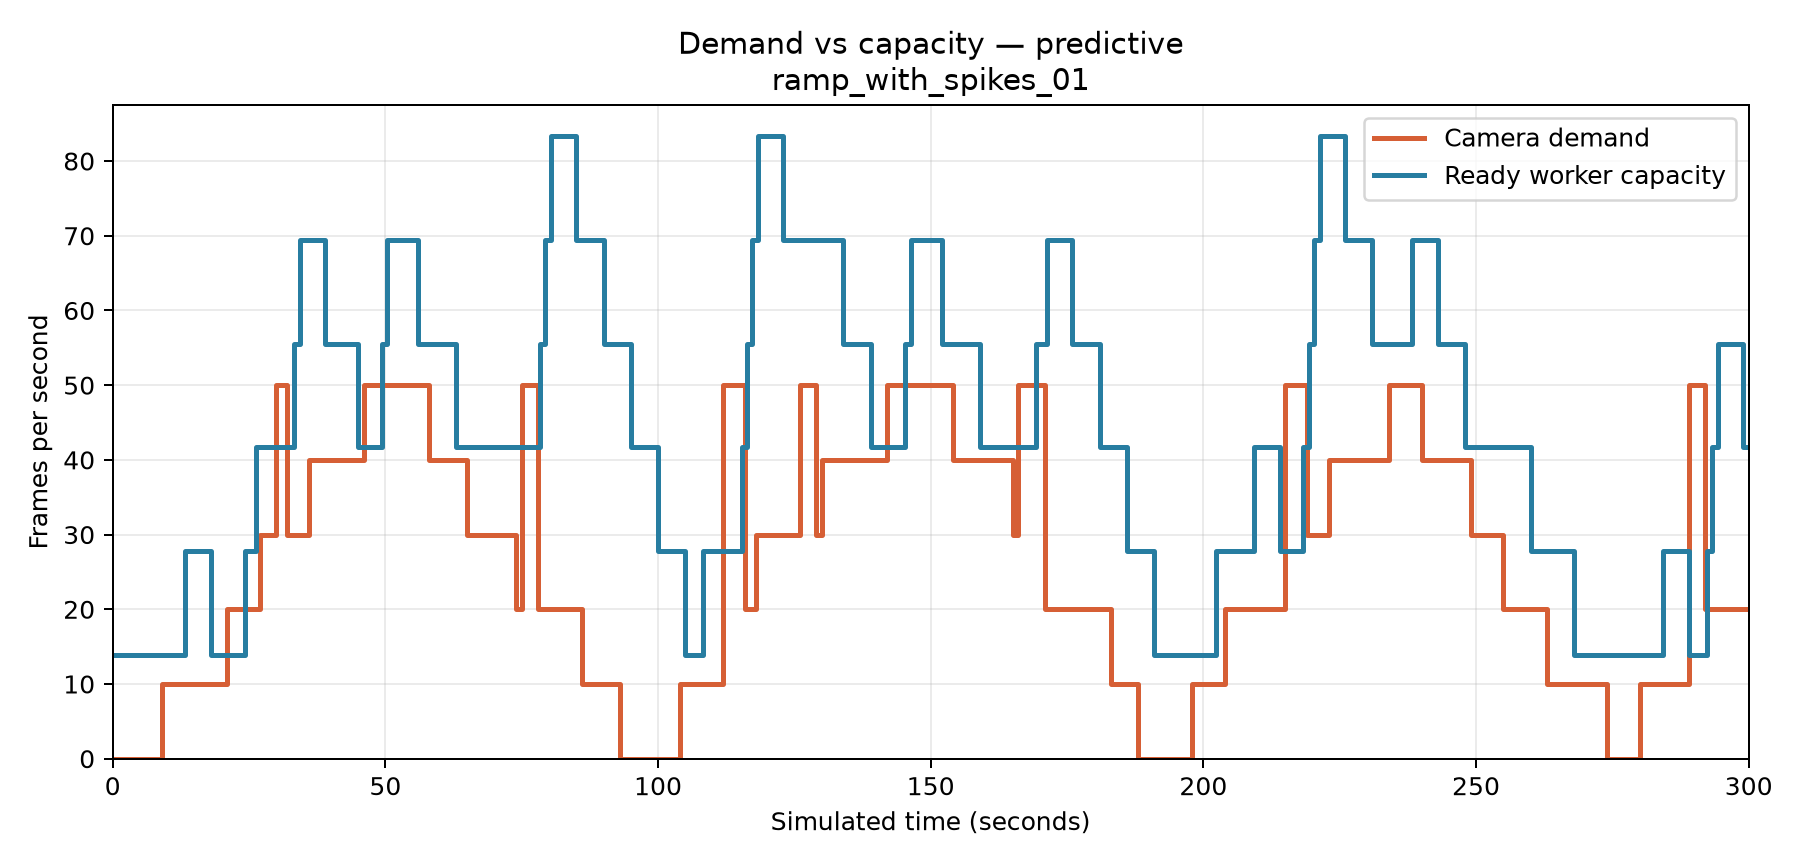 Demand vs capacity — predictive
ramp_with_spikes_01
Camera demand
Ready worker capacity
Frames per second
80
70
60
50
40
30
20
10
0
0 50 100 150 200 250 300
Simulated time (seconds)